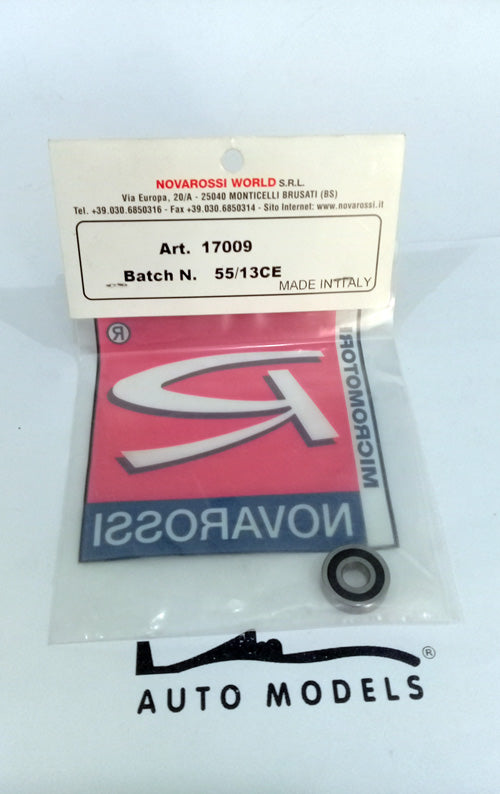 NOVAROSSI WORLD S.R.L.
Via Europa, 20/A - 25040 MONTICELLI BRUSATI (BS)
Tel. +39.030.6850316 - Fax +39.030.6850314 - Sito Internet: www.novarossi.it
Art. 17009
Batch N. 55/13CE
MADE IN ITALY
®
MICROMOTORI
NOVAROSSI
®
AUTO MODELS